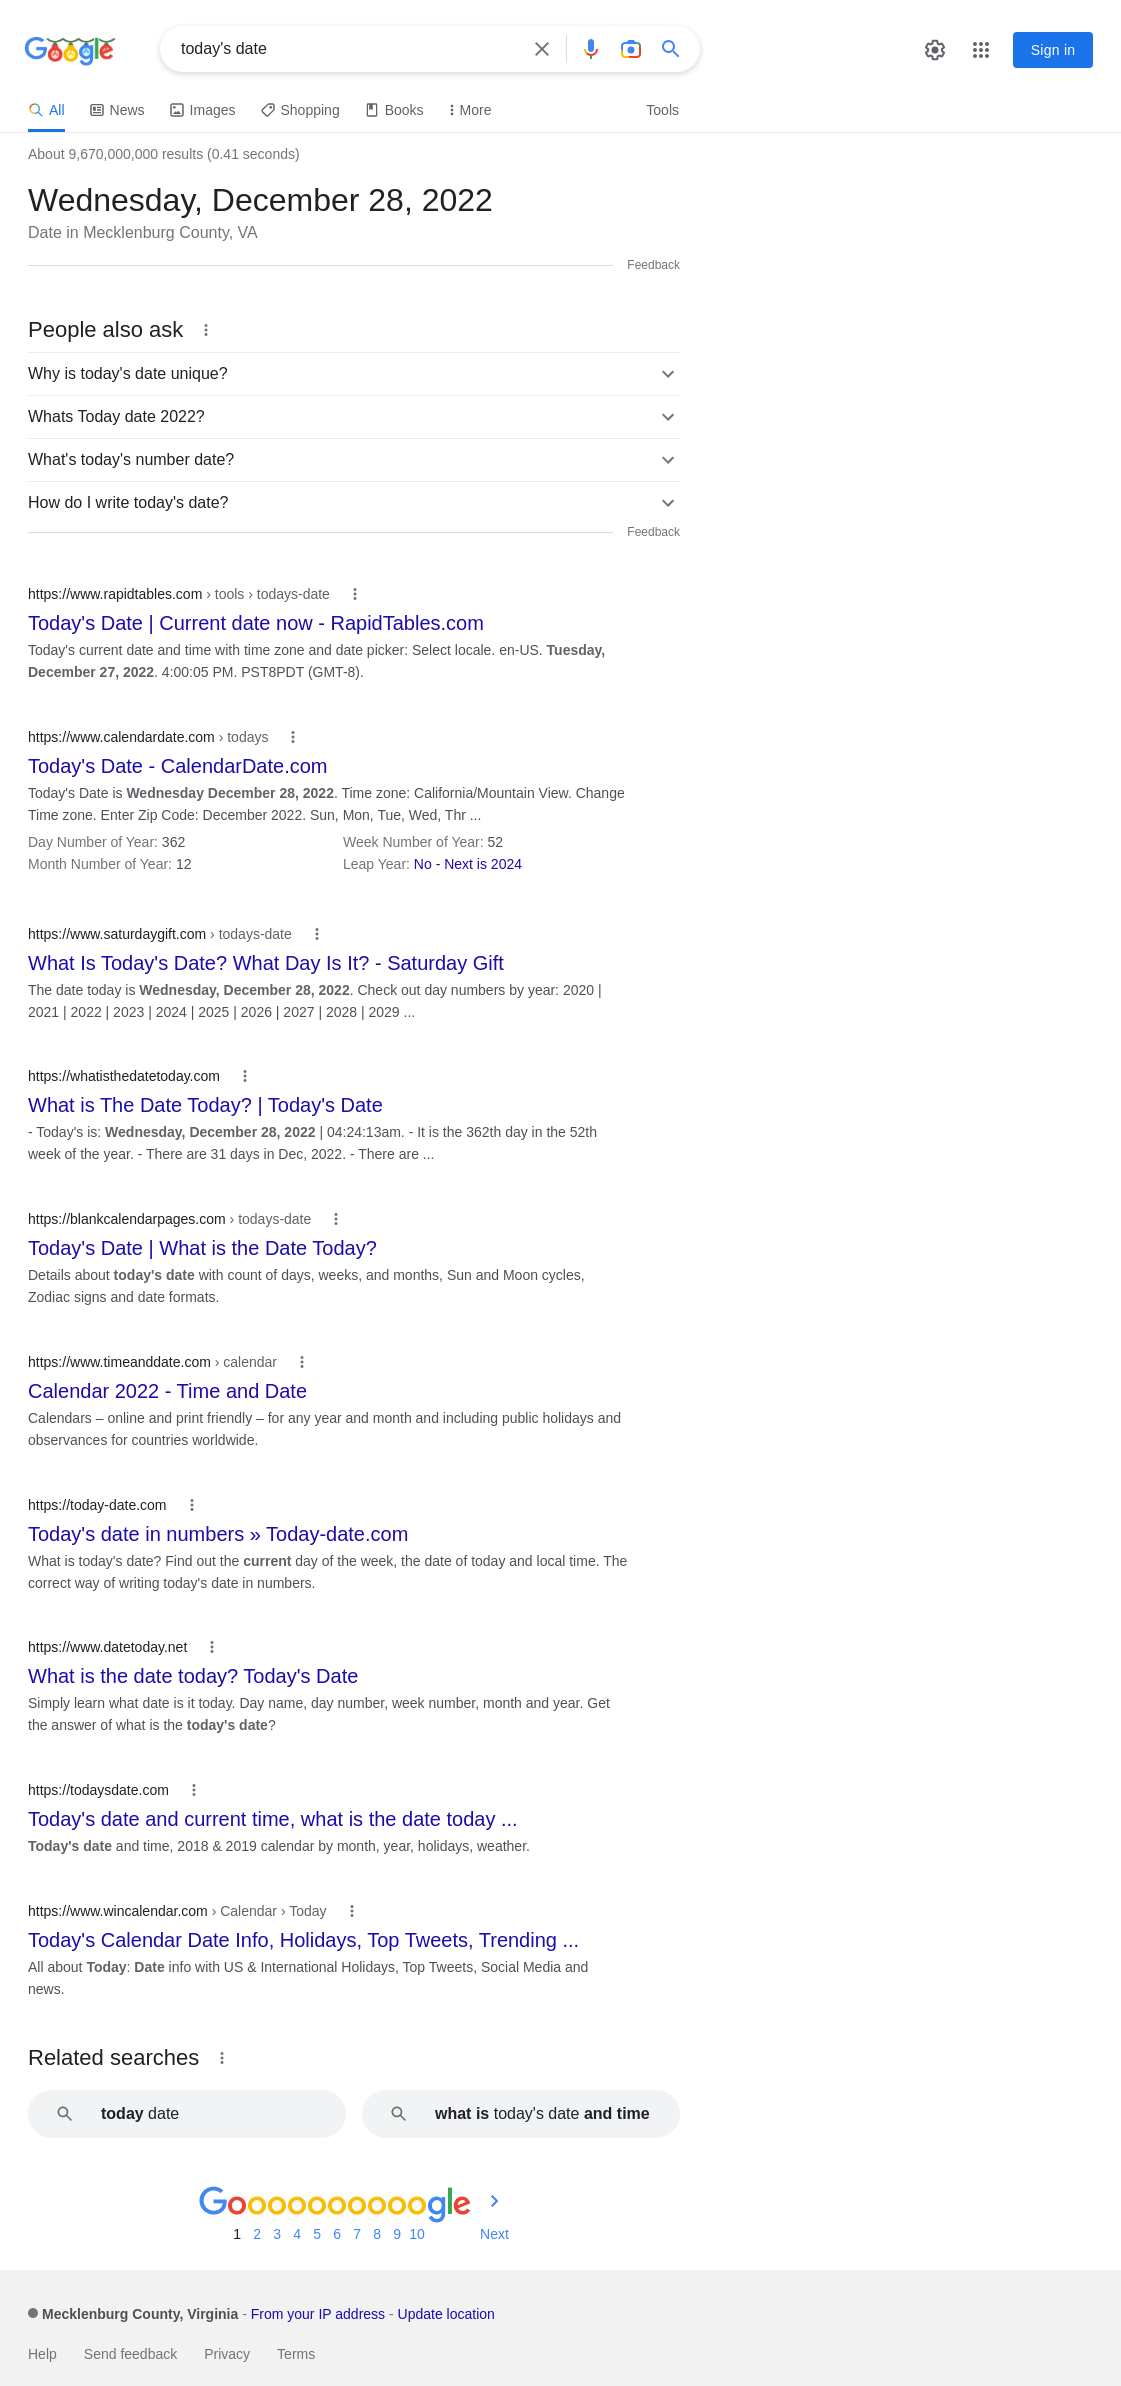 Google
today's date
Sign in
All
News
Images
Shopping
Books
More
Tools
About 9,670,000,000 results (0.41 seconds)
Wednesday, December 28, 2022
Date in Mecklenburg County, VA
Feedback
People also ask
Why is today's date unique?
Whats Today date 2022?
What's today's number date?
How do I write today's date?
Feedback
https://www.rapidtables.com › tools › todays-date
Today's Date | Current date now - RapidTables.com
Today's current date and time with time zone and date picker: Select locale. en-US. Tuesday,
December 27, 2022. 4:00:05 PM. PST8PDT (GMT-8).
https://www.calendardate.com › todays
Today's Date - CalendarDate.com
Today's Date is Wednesday December 28, 2022. Time zone: California/Mountain View. Change
Time zone. Enter Zip Code: December 2022. Sun, Mon, Tue, Wed, Thr ...
Day Number of Year: 362 Week Number of Year: 52
Month Number of Year: 12 Leap Year: No - Next is 2024
https://www.saturdaygift.com › todays-date
What Is Today's Date? What Day Is It? - Saturday Gift
The date today is Wednesday, December 28, 2022. Check out day numbers by year: 2020 |
2021 | 2022 | 2023 | 2024 | 2025 | 2026 | 2027 | 2028 | 2029 ...
https://whatisthedatetoday.com
What is The Date Today? | Today's Date
- Today's is: Wednesday, December 28, 2022 | 04:24:13am. - It is the 362th day in the 52th
week of the year. - There are 31 days in Dec, 2022. - There are ...
https://blankcalendarpages.com › todays-date
Today's Date | What is the Date Today?
Details about today's date with count of days, weeks, and months, Sun and Moon cycles,
Zodiac signs and date formats.
https://www.timeanddate.com › calendar
Calendar 2022 - Time and Date
Calendars – online and print friendly – for any year and month and including public holidays and
observances for countries worldwide.
https://today-date.com
Today's date in numbers » Today-date.com
What is today's date? Find out the current day of the week, the date of today and local time. The
correct way of writing today's date in numbers.
https://www.datetoday.net
What is the date today? Today's Date
Simply learn what date is it today. Day name, day number, week number, month and year. Get
the answer of what is the today's date?
https://todaysdate.com
Today's date and current time, what is the date today ...
Today's date and time, 2018 & 2019 calendar by month, year, holidays, weather.
https://www.wincalendar.com › Calendar › Today
Today's Calendar Date Info, Holidays, Top Tweets, Trending ...
All about Today: Date info with US & International Holidays, Top Tweets, Social Media and
news.
Related searches
today date
what is today's date and time
Goooooooooogle
1 2 3 4 5 6 7 8 9 10 Next
Mecklenburg County, Virginia - From your IP address - Update location
Help Send feedback Privacy Terms